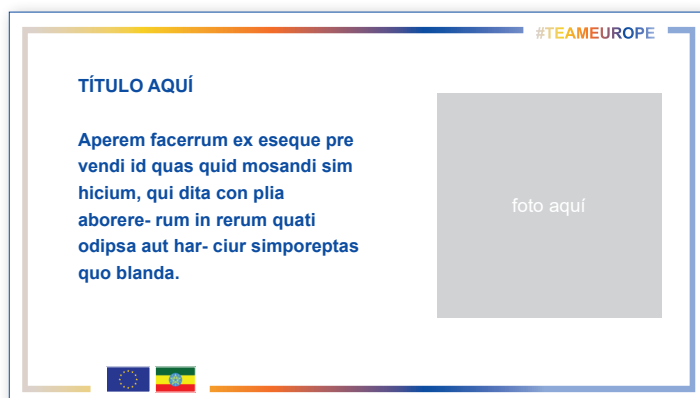 #TEAMEUROPE
TÍTULO AQUÍ
Aperem facerrum ex eseque pre
vendi id quas quid mosandi sim
hicium, qui dita con plia
aborere- rum in rerum quati
odipsa aut har- ciur simporeptas
quo blanda.
foto aquí